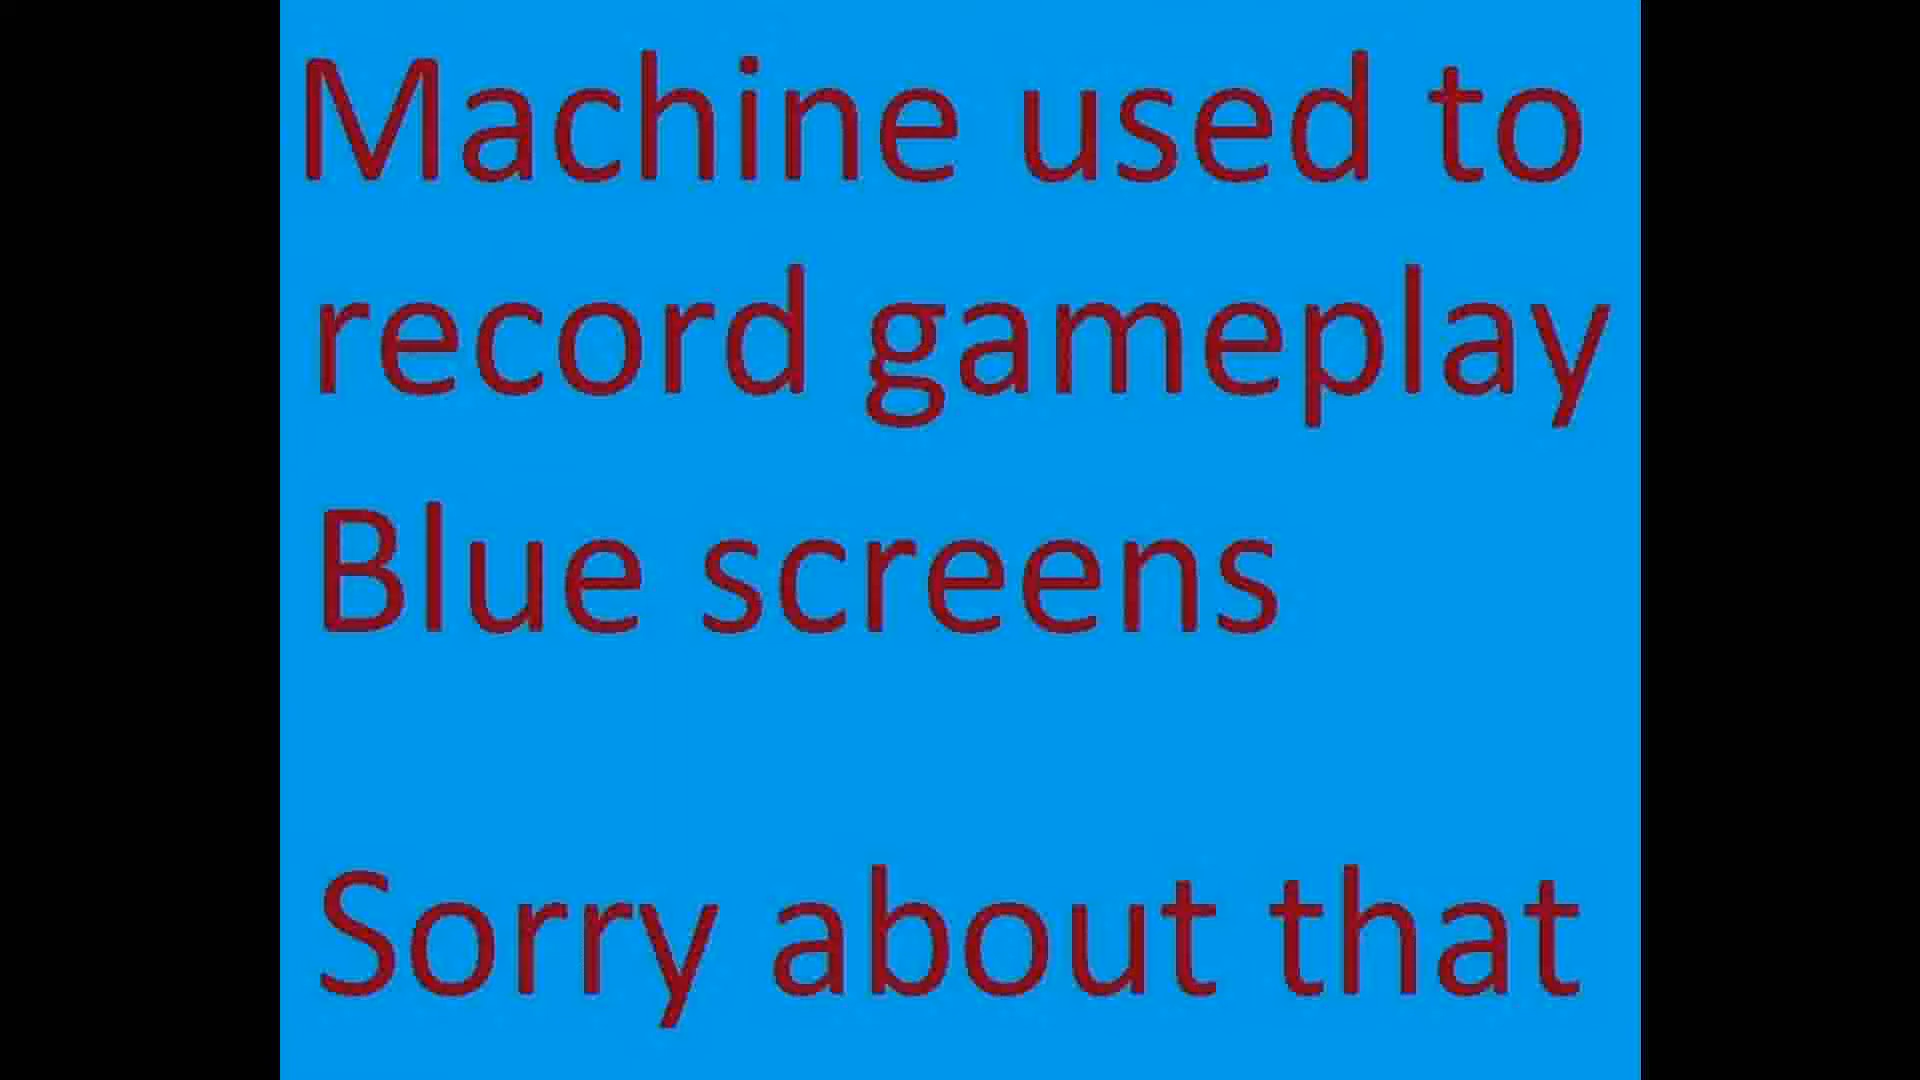 Machine used to
record gameplay
Blue screens
Sorry about that